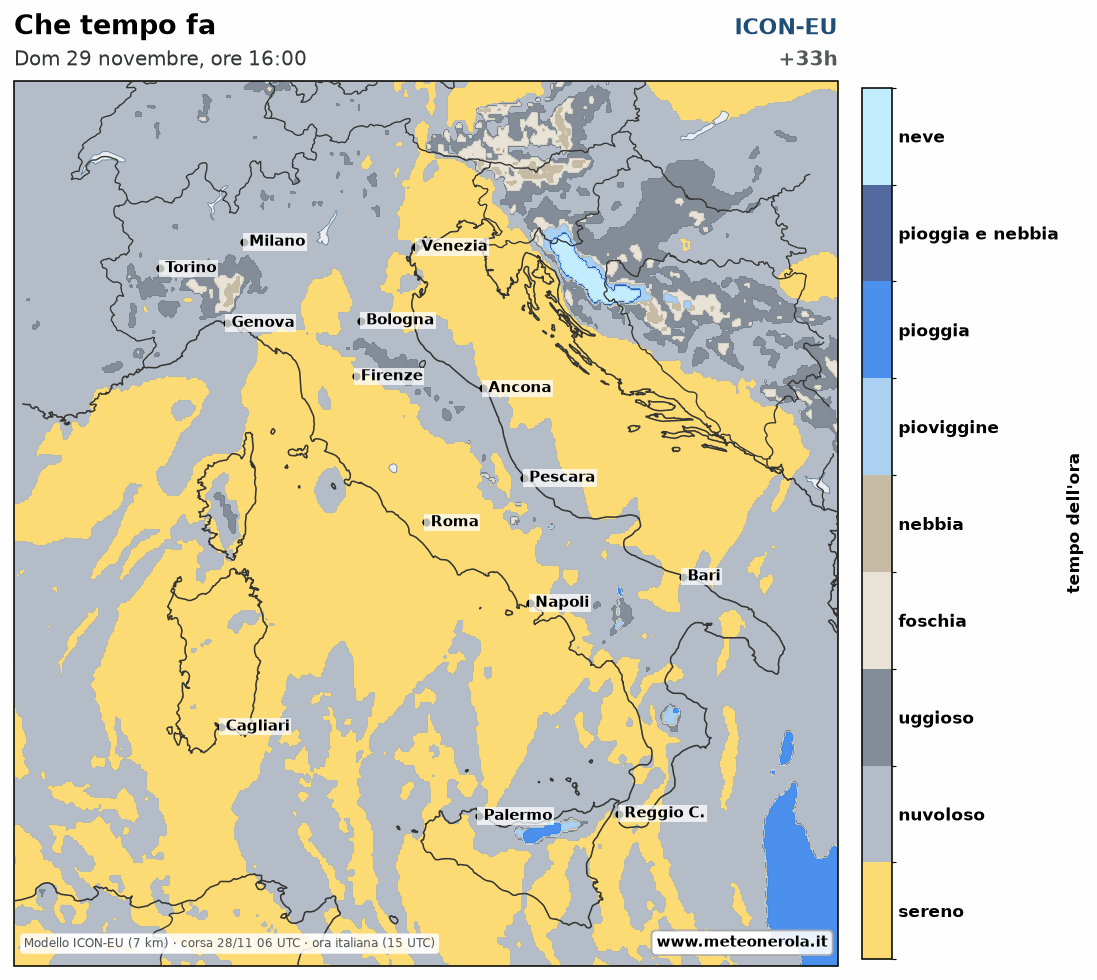 Che tempo fa
ICON-EU
Dom 29 novembre, ore 16:00
+33h
neve
pioggia e nebbia
pioggia
pioviggine
nebbia
foschia
uggioso
nuvoloso
sereno
tempo dell'ora
Milano
Venezia
Torino
Genova
Bologna
Firenze
Ancona
Pescara
Roma
Bari
Napoli
Cagliari
Palermo
Reggio C.
Modello ICON-EU (7 km) · corsa 28/11 06 UTC · ora italiana (15 UTC)
www.meteonerola.it